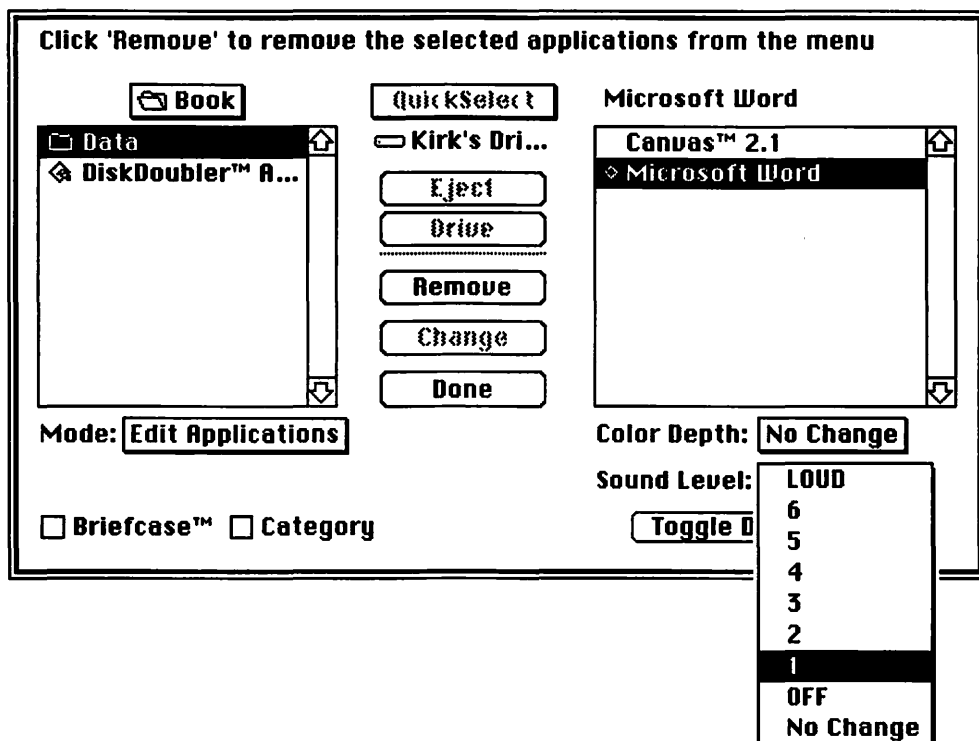 Click 'Remove' to remove the selected applications from the menu
Book
QuickSelect
Microsoft Word
Data
DiskDoubler™ A...
Kirk's Dri...
Eject
Drive
Remove
Change
Done
Canvas™ 2.1
Microsoft Word
Mode: Edit Applications
Color Depth: No Change
Sound Level:
Briefcase™ Category
Toggle D
LOUD
6
5
4
3
2
1
OFF
No Change